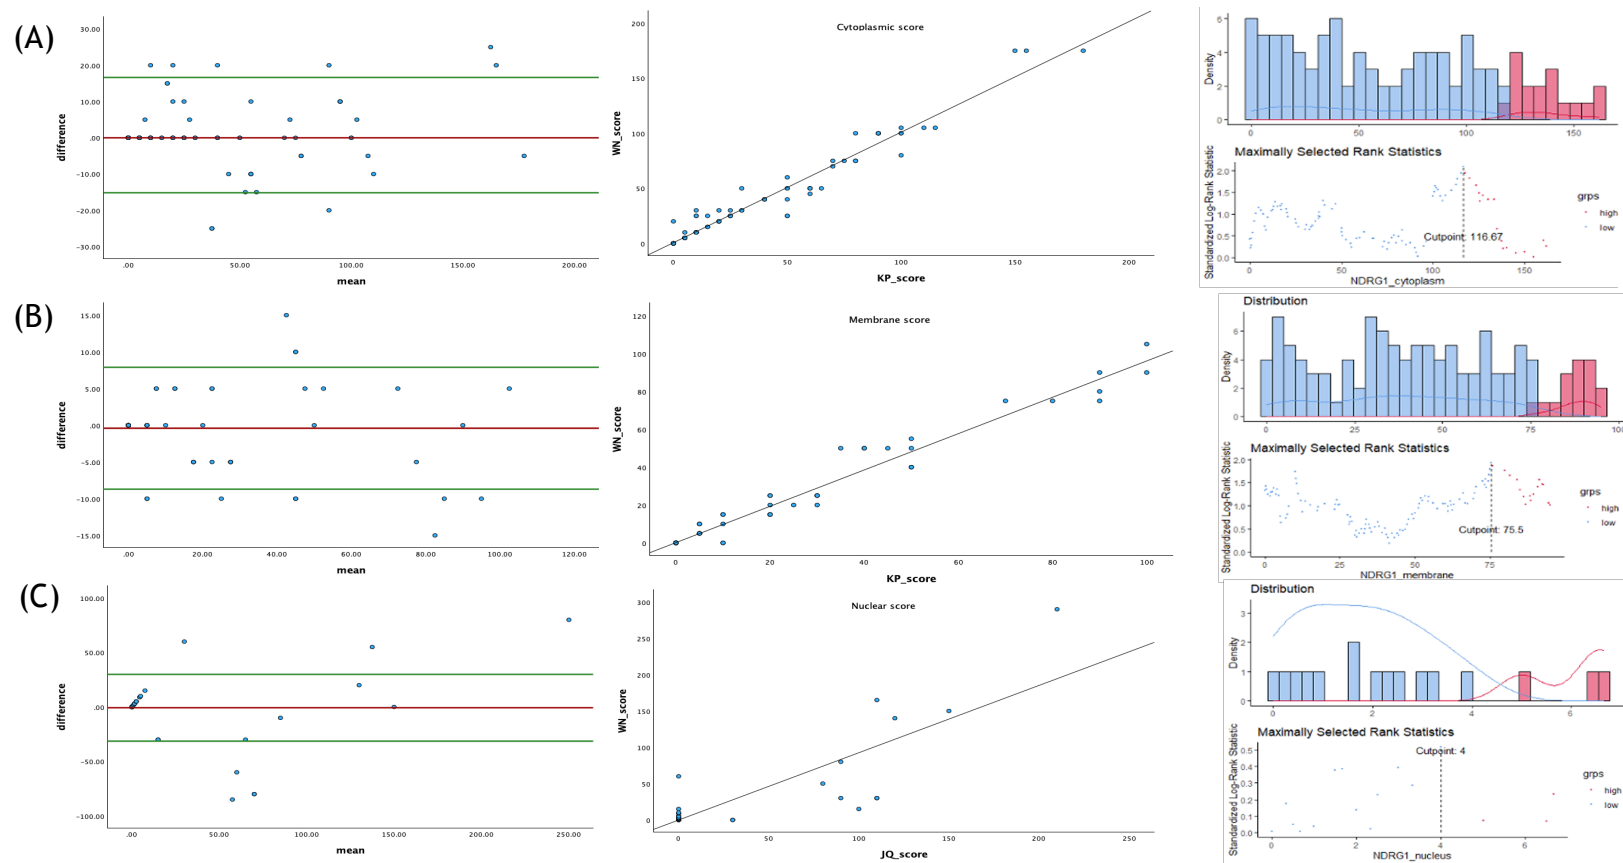 (A)
30.00
20.00
10.00
.00
-10.00
-20.00
-30.00
difference
.00
50.00
100.00
150.00
200.00
mean
Cytoplasmic score
200
150
100
50
0
WN_score
0
50
100
150
200
KP_score
6
4
2
0
Density
0
50
100
150
Maximally Selected Rank Statistics
2.0
1.5
1.0
0.5
0.0
Standardized Log-Rank Statistic
Cutpoint: 116.67
grps
high
low
0
50
100
150
NDRG1_cytoplasm
(B)
15.00
10.00
5.00
.00
-5.00
-10.00
-15.00
difference
.00
20.00
40.00
60.00
80.00
100.00
120.00
mean
Membrane score
120
100
80
60
40
20
0
WN_score
0
20
40
60
80
100
KP_score
Distribution
6
4
2
0
Density
0
25
50
75
100
Maximally Selected Rank Statistics
2.0
1.5
1.0
0.5
0.0
Standardized Log-Rank Statistic
Cutpoint: 75.5
grps
high
low
0
25
50
75
NDRG1_membrane
(C)
100.00
50.00
.00
-50.00
-100.00
difference
.00
50.00
100.00
150.00
200.00
250.00
mean
Nuclear score
300
250
200
150
100
50
0
WN_score
0
50
100
150
200
250
JQ_score
Distribution
3
2
1
0
Density
0
2
4
6
Maximally Selected Rank Statistics
Cutpoint: 4
0.5
0.4
0.3
0.2
0.1
0.0
Standardized Log-Rank Statistic
grps
high
low
0
2
4
6
NDRG1_nucleus